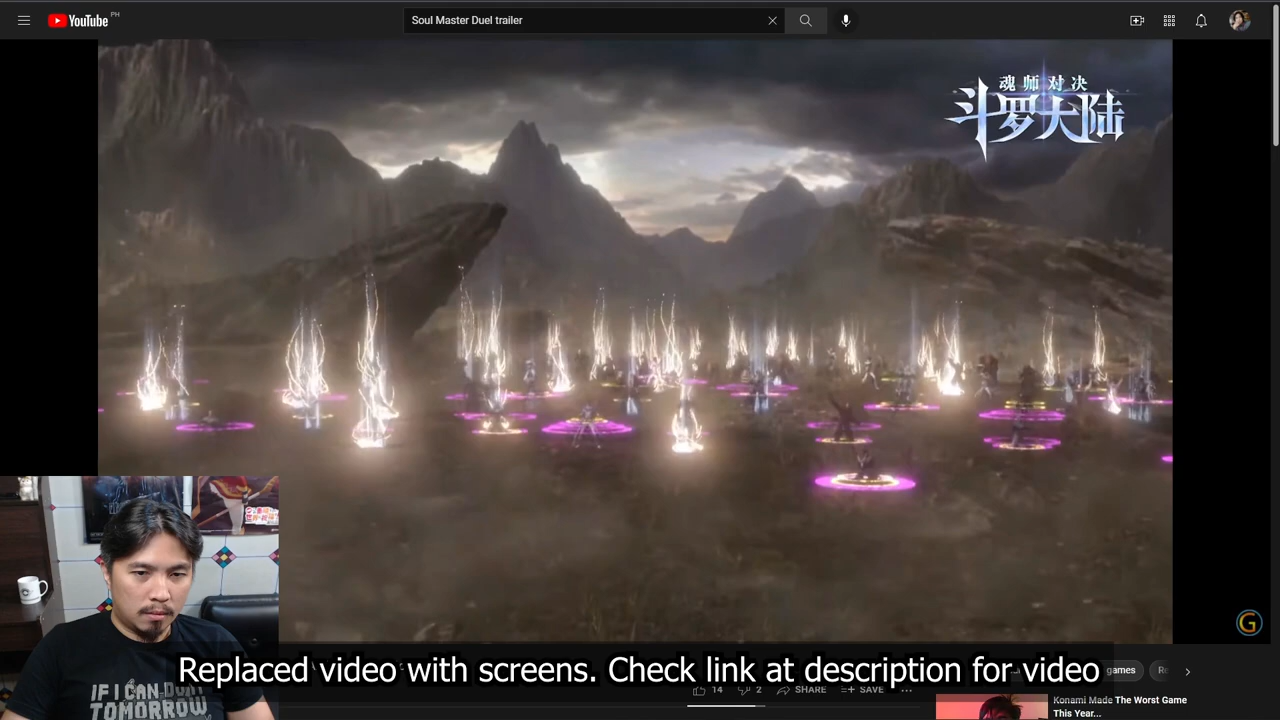 YouTube PH
Soul Master Duel trailer
魂师对决
斗罗大陆
G
IF I CAN DON'T
TOMORROW
Replaced video with screens. Check link at description for video
games
Re
14
2
SHARE
SAVE
Konami Made The Worst Game
This Year...